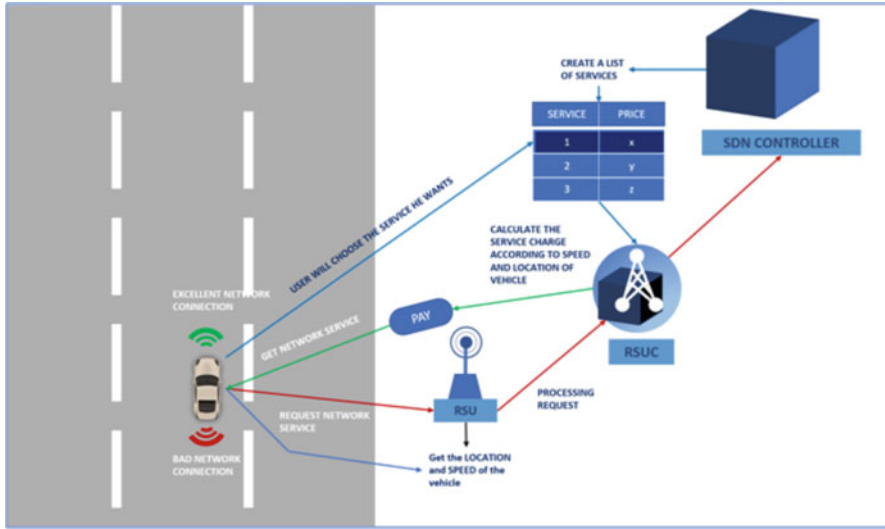 CREATE A LIST
OF SERVICES
SERVICE PRICE
1 x
2 y
3 z
SDN CONTROLLER
USER WILL CHOOSE THE SERVICE HE WANTS
CALCULATE THE
SERVICE CHARGE
ACCORDING TO SPEED
AND LOCATION OF
VEHICLE
EXCELLENT NETWORK
CONNECTION
GET NETWORK SERVICE
PAY
RSUC
REQUEST NETWORK
SERVICE
RSU
PROCESSING
REQUEST
BAD NETWORK
CONNECTION
Get the LOCATION
and SPEED of the
vehicle